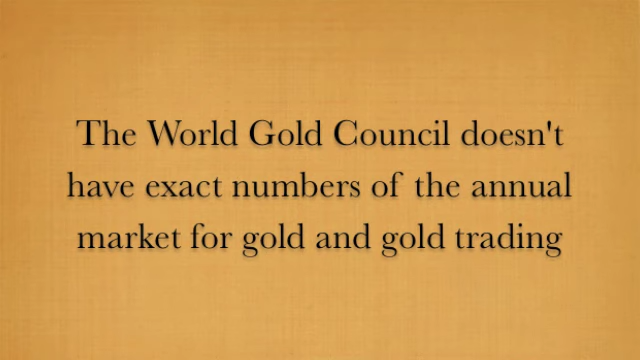 The World Gold Council doesn't
have exact numbers of the annual
market for gold and gold trading